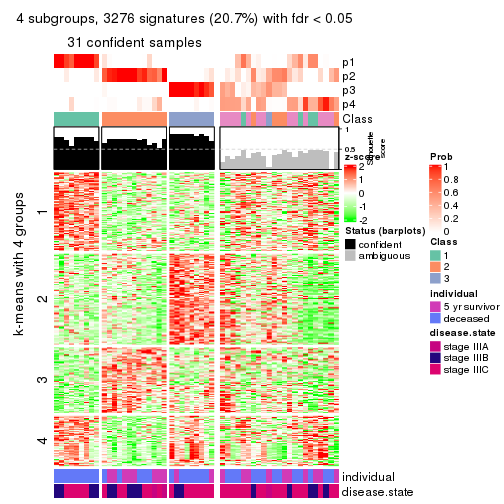 4 subgroups, 3276 signatures (20.7%) with fdr < 0.05
31 confident samples
p1
p2
p3
p4
Class
1
0.5
0
Silhouette
score
k-means with 4 groups
1
2
3
4
individual
disease.state
z-score
2
1
0
-1
-2
Status (barplots)
confident
ambiguous
Prob
1
0.8
0.6
0.4
0.2
0
Class
1
2
3
individual
5 yr survivor
deceased
disease.state
stage IIIA
stage IIIB
stage IIIC